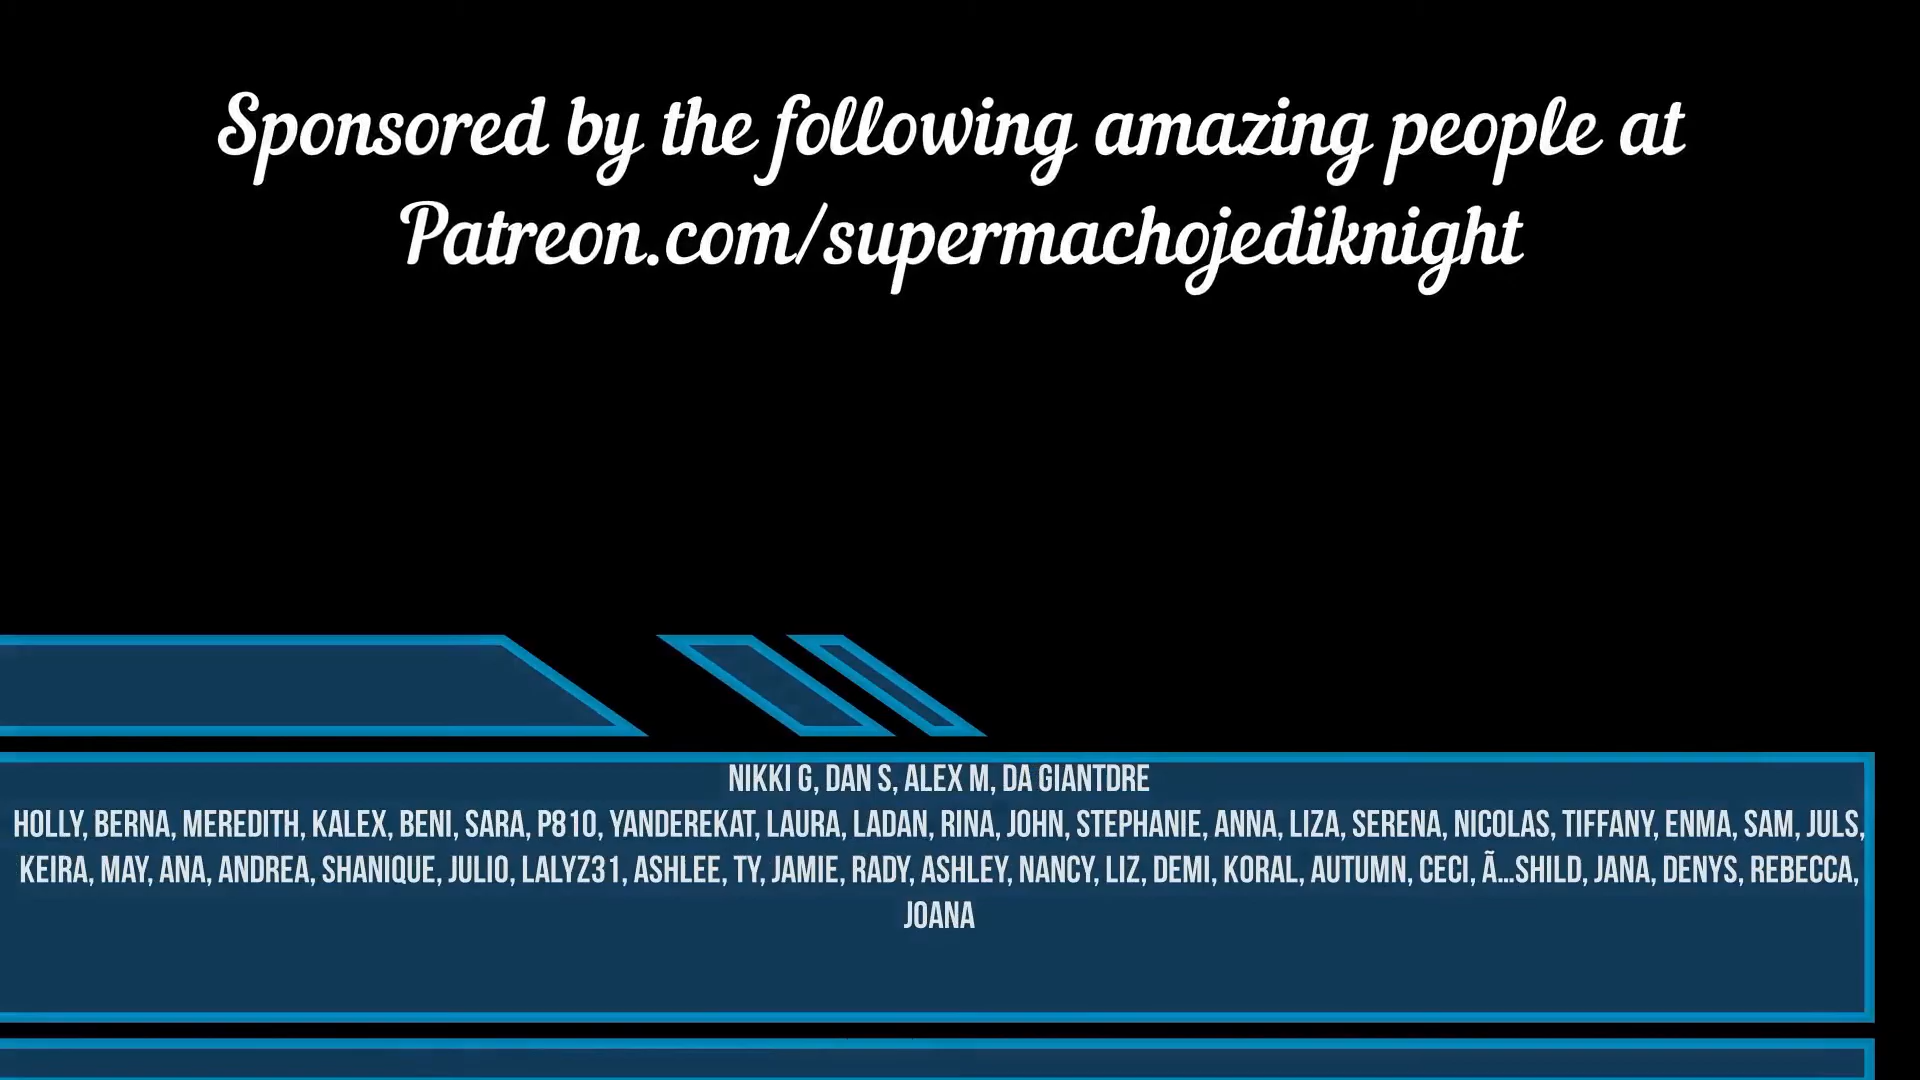 Sponsored by the following amazing people at
Patreon.com/supermachojediknight
NIKKI G, DAN S, ALEX M, DA GIANTDRE
HOLLY, BERNA, MEREDITH, KALEX, BENI, SARA, P810, YANDEREKAT, LAURA, LADAN, RINA, JOHN, STEPHANIE, ANNA, LIZA, SERENA, NICOLAS, TIFFANY, ENMA, SAM, JULS,
KEIRA, MAY, ANA, ANDREA, SHANIQUE, JULIO, LALYZ31, ASHLEE, TY, JAMIE, RADY, ASHLEY, NANCY, LIZ, DEMI, KORAL, AUTUMN, CECI, Ã…SHILD, JANA, DENYS, REBECCA,
JOANA